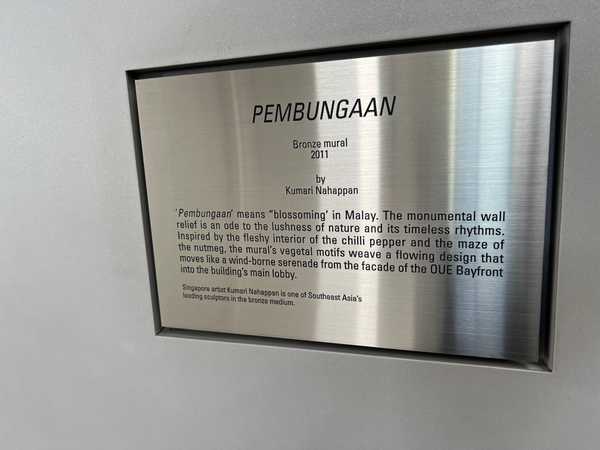 PEMBUNGAAN
Bronze mural
2011
by
Kumari Nahappan
'Pembungaan' means "blossoming' in Malay. The monumental wall
relief is an ode to the lushness of nature and its timeless rhythms.
Inspired by the fleshy interior of the chilli pepper and the maze of
the nutmeg, the mural's vegetal motifs weave a flowing design that
moves like a wind-borne serenade from the facade of the OUE Bayfront
into the building's main lobby.
Singapore artist Kumari Nahappan is one of Southeast Asia's
leading sculptors in the bronze medium.